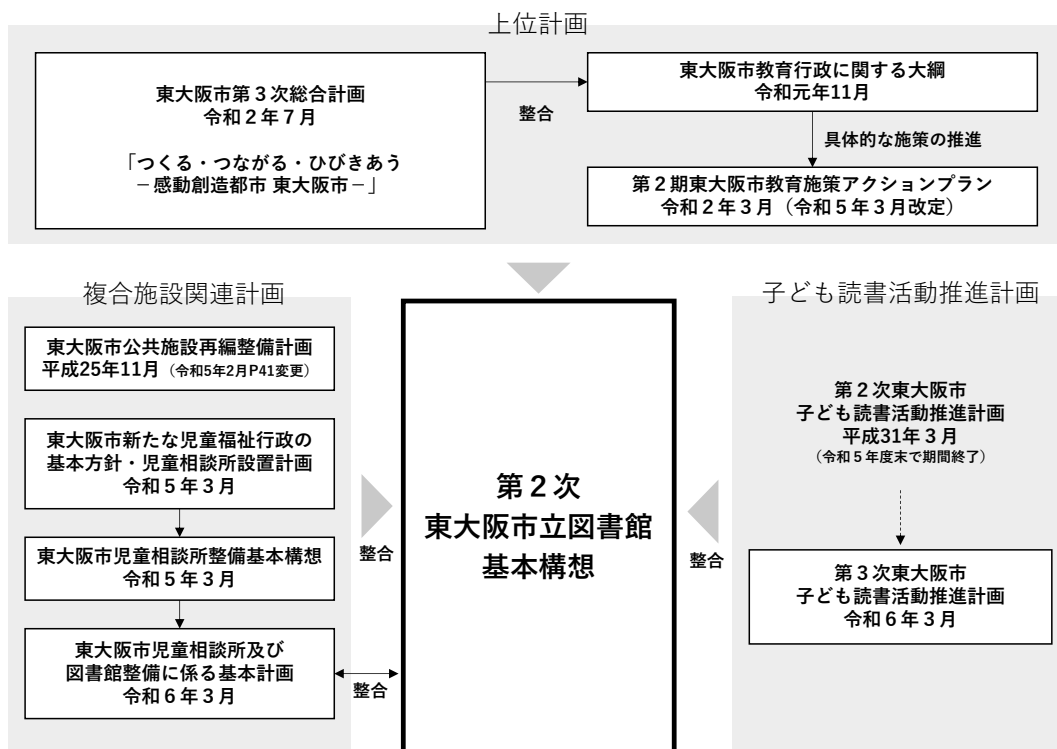 上位計画
東大阪市第３次総合計画
令和２年７月
「つくる・つながる・ひびきあう
－感動創造都市 東大阪市－」
整合
東大阪市教育行政に関する大綱
令和元年11月
具体的な施策の推進
第２期東大阪市教育施策アクションプラン
令和２年３月（令和５年３月改定）
複合施設関連計画
東大阪市公共施設再編整備計画
平成25年11月（令和5年2月P41変更）
東大阪市新たな児童福祉行政の
基本方針・児童相談所設置計画
令和５年３月
東大阪市児童相談所整備基本構想
令和５年３月
東大阪市児童相談所及び
図書館整備に係る基本計画
令和６年３月
整合
整合
第２次
東大阪市立図書館
基本構想
整合
子ども読書活動推進計画
第２次東大阪市
子ども読書活動推進計画
平成31年３月
（令和５年度末で期間終了）
第３次東大阪市
子ども読書活動推進計画
令和６年３月